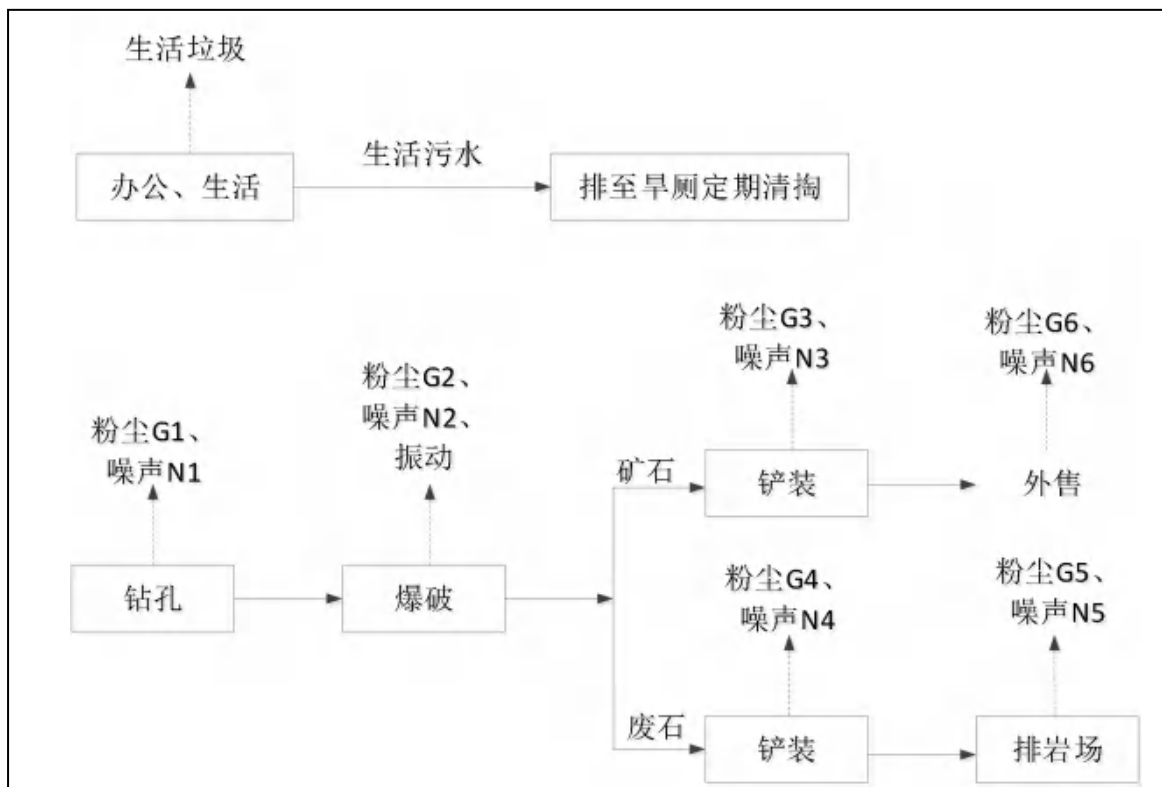 生活垃圾
生活污水
办公、生活
排至旱厕定期清掏
粉尘G3、
噪声N3
粉尘G6、
噪声N6
粉尘G2、
噪声N2、
振动
粉尘G1、
噪声N1
矿石
铲装
外售
钻孔
爆破
粉尘G4、
噪声N4
粉尘G5、
噪声N5
废石
铲装
排岩场